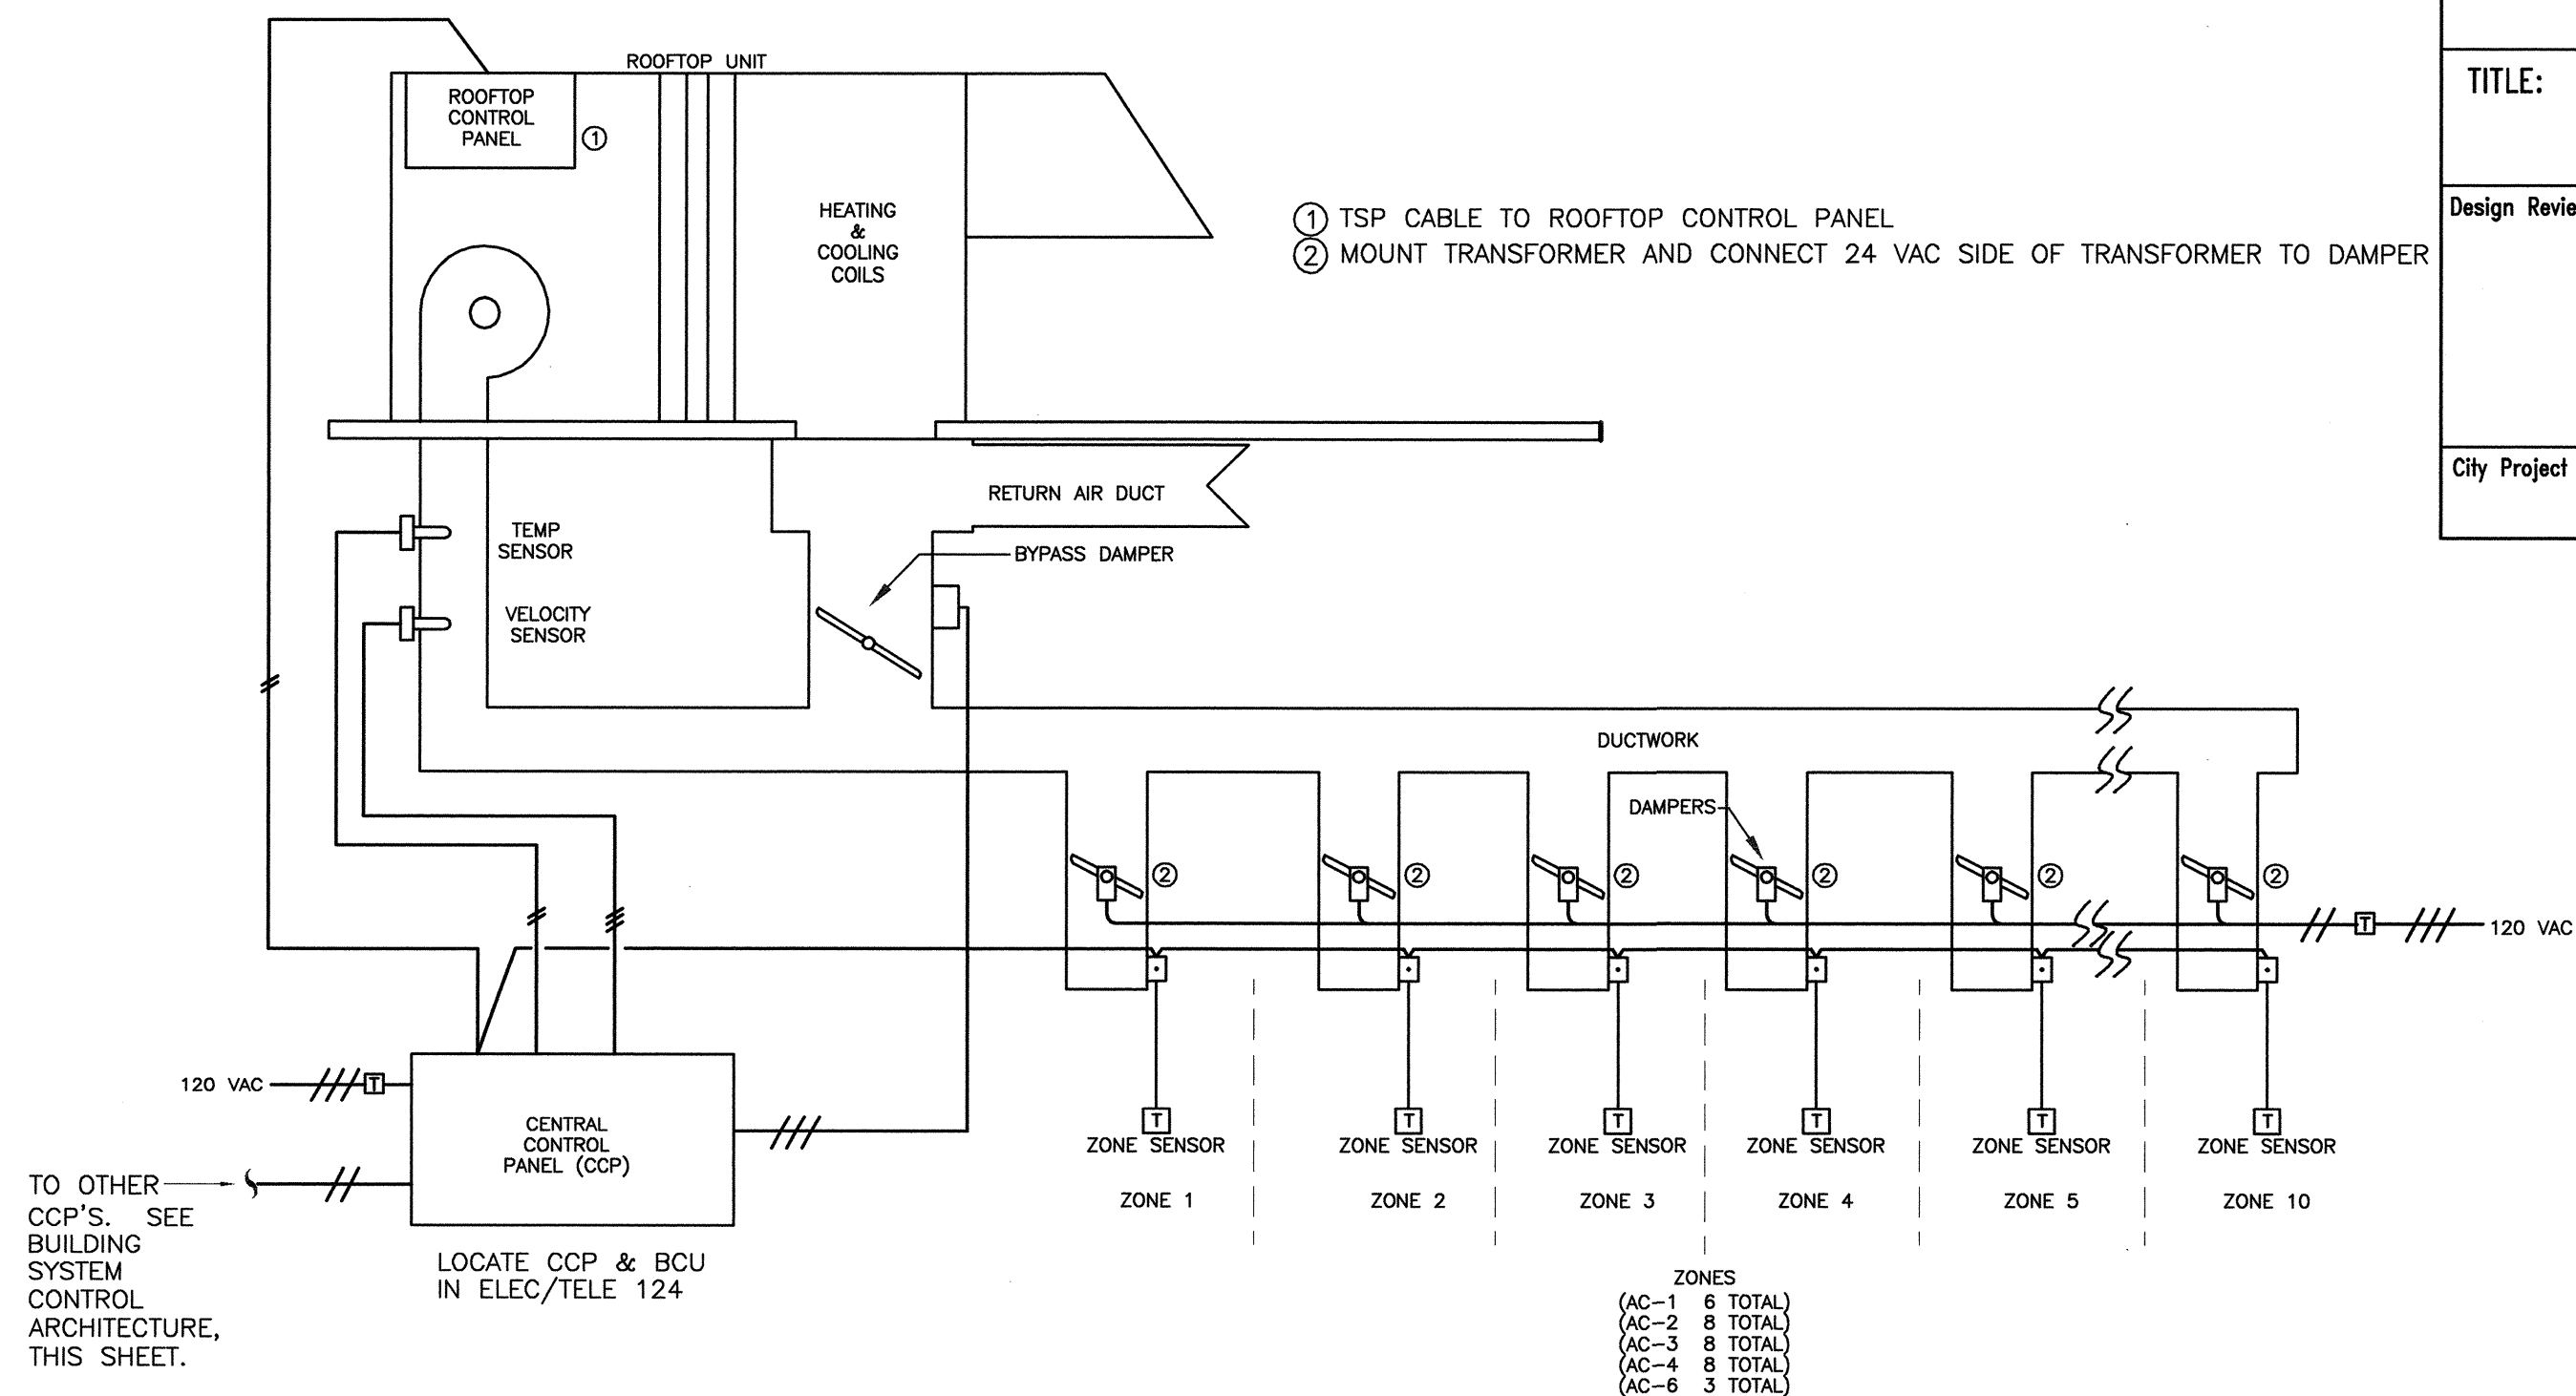 ROOFTOP UNIT
ROOFTOP
CONTROL
PANEL
①
HEATING
&
COOLING
COILS
① TSP CABLE TO ROOFTOP CONTROL PANEL
② MOUNT TRANSFORMER AND CONNECT 24 VAC SIDE OF TRANSFORMER TO DAMPER
TITLE:
Design Revie
City Project
RETURN AIR DUCT
TEMP
SENSOR
BYPASS DAMPER
VELOCITY
SENSOR
DUCTWORK
DAMPERS
② ② ② ② ② ②
T
120 VAC
120 VAC
T
CENTRAL
CONTROL
PANEL (CCP)
TO OTHER
CCP'S. SEE
BUILDING
SYSTEM
CONTROL
ARCHITECTURE,
THIS SHEET.
LOCATE CCP & BCU
IN ELEC/TELE 124
T T T T T T
ZONE SENSOR ZONE SENSOR ZONE SENSOR ZONE SENSOR ZONE SENSOR ZONE SENSOR
ZONE 1 ZONE 2 ZONE 3 ZONE 4 ZONE 5 ZONE 10
ZONES
(AC-1 6 TOTAL)
(AC-2 8 TOTAL)
(AC-3 8 TOTAL)
(AC-4 8 TOTAL)
(AC-6 3 TOTAL)